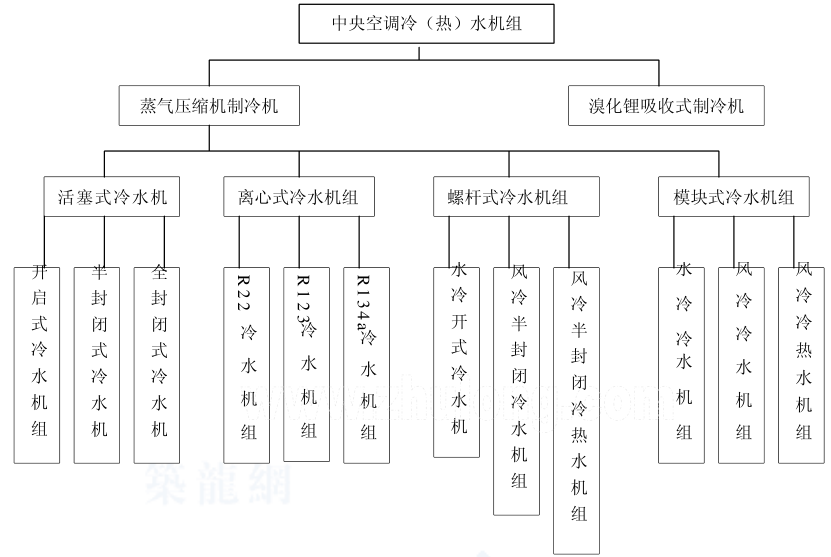 中央空调冷（热）水机组
蒸气压缩机制冷机
溴化锂吸收式制冷机
活塞式冷水机
离心式冷水机组
螺杆式冷水机组
模块式冷水机组
开启式冷水机组
半封闭式冷水机
全封闭式冷水机
R22冷水机组
R123冷水机组
R134a冷水机组
水冷开式冷水机
风冷半封闭冷水机组
风冷半封闭冷热水机组
水冷冷水机组
风冷冷水机组
风冷冷热水机组
築龍網